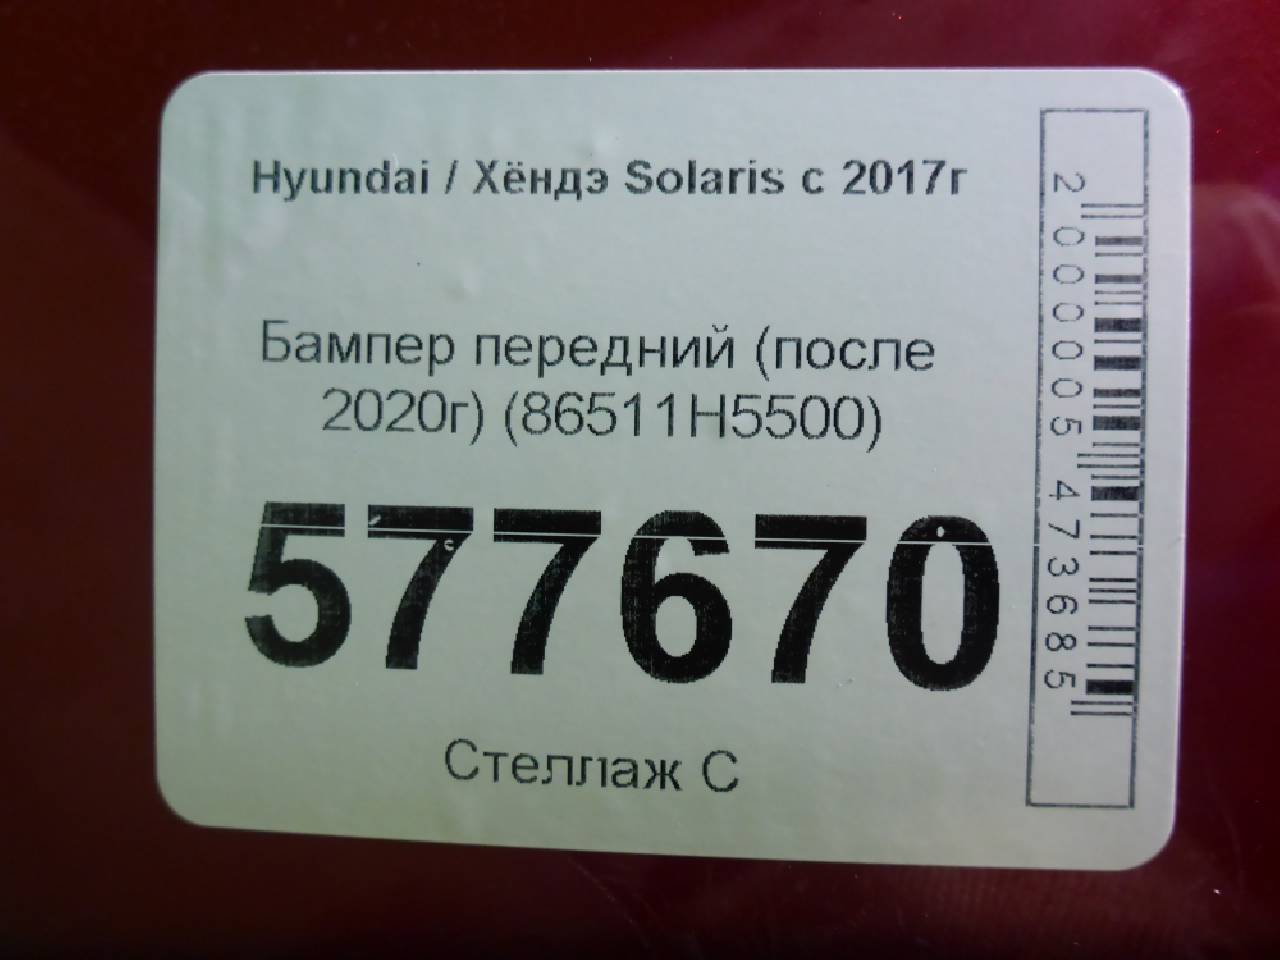 Hyundai / Хёндэ Solaris с 2017г
Бампер передний (после
2020г) (86511H5500)
577670
Стеллаж С
2000005473685